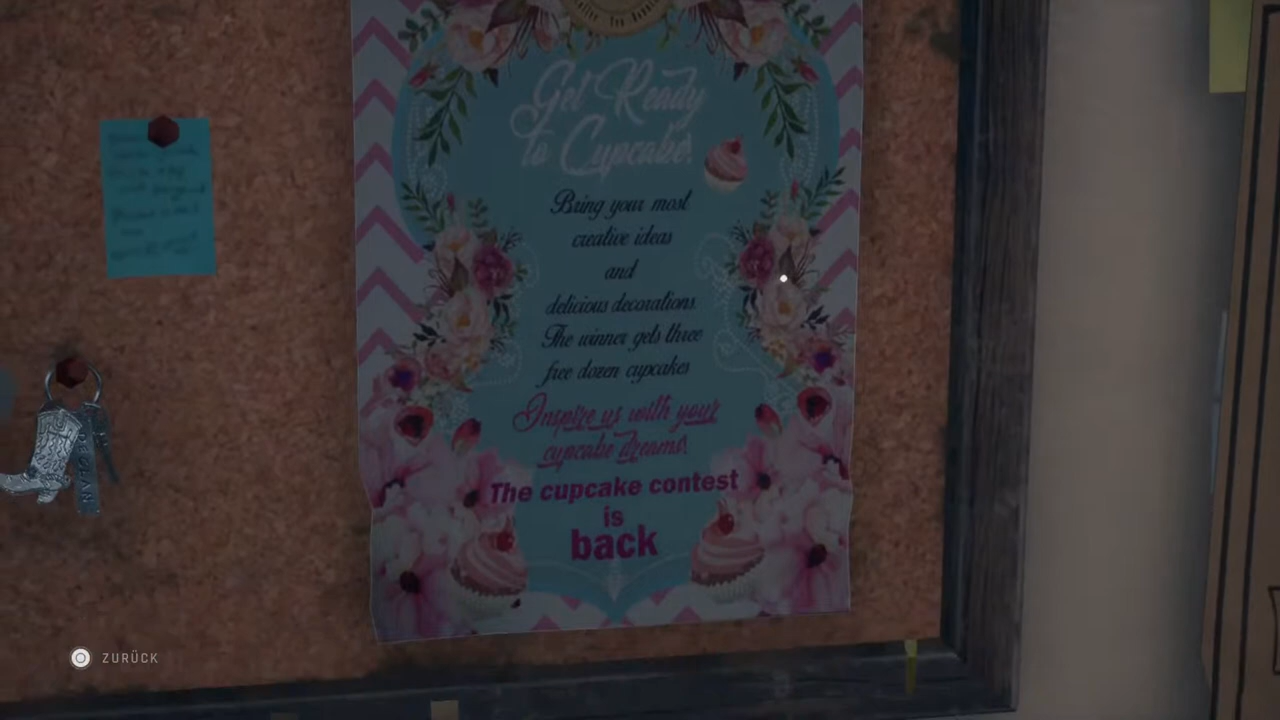 Get Ready
to Cupcake!
Bring your most
creative ideas
and
delicious decorations
The winner gets three
free dozen cupcakes
Inspire us with your
cupcake dreams!
The cupcake contest
is
back
ZURÜCK